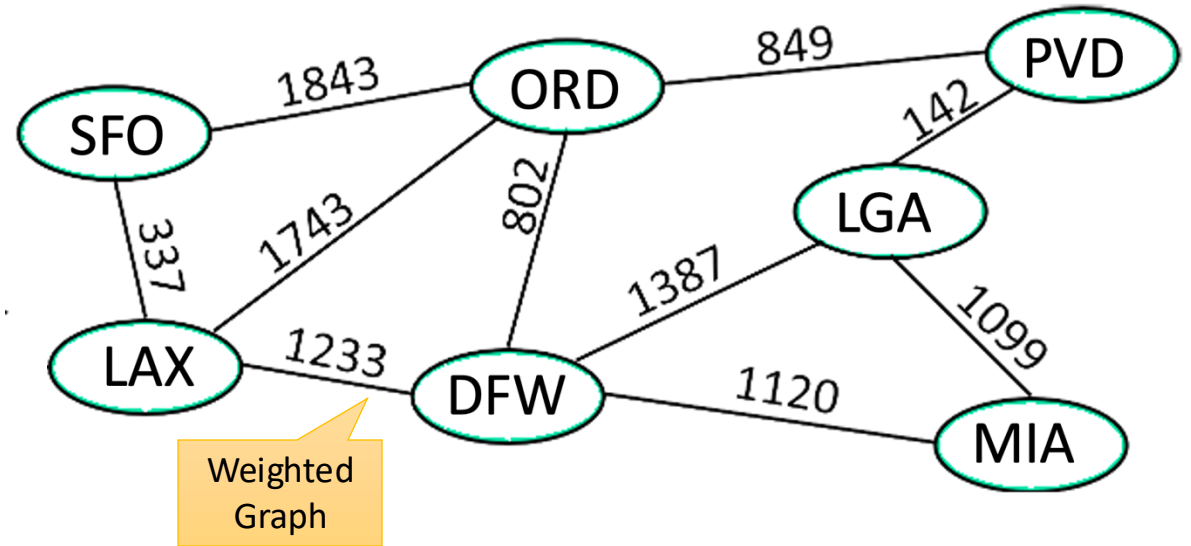 849
PVD
1843
ORD
142
SFO
802
LGA
337
1743
1387
1099
1233
LAX
DFW
1120
MIA
Weighted
Graph